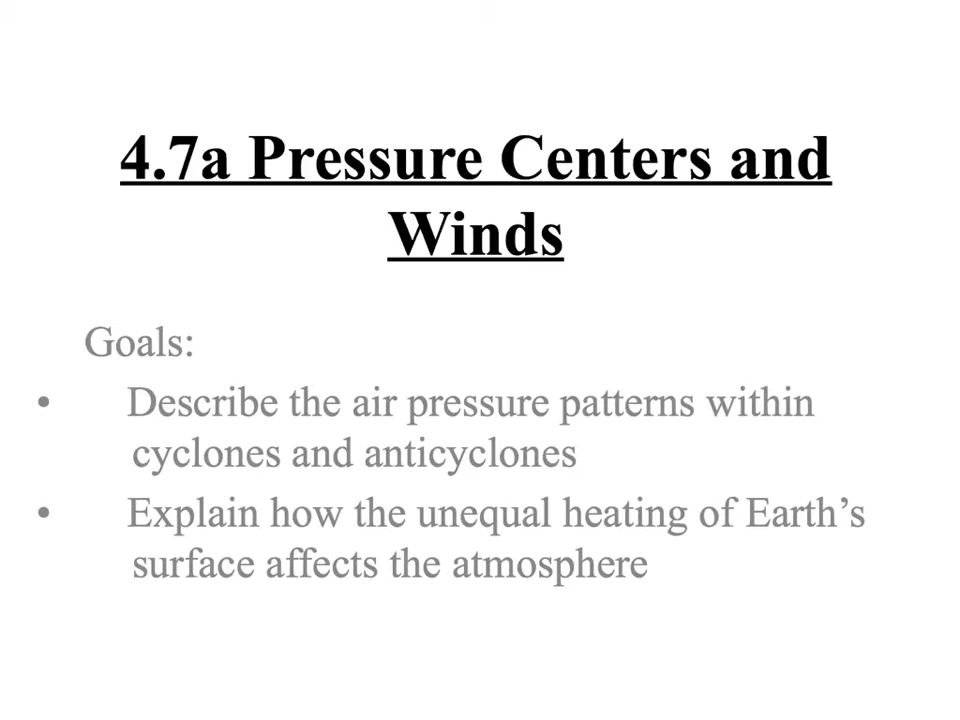 4.7a Pressure Centers and
Winds
Goals:
• Describe the air pressure patterns within
cyclones and anticyclones
• Explain how the unequal heating of Earth’s
surface affects the atmosphere